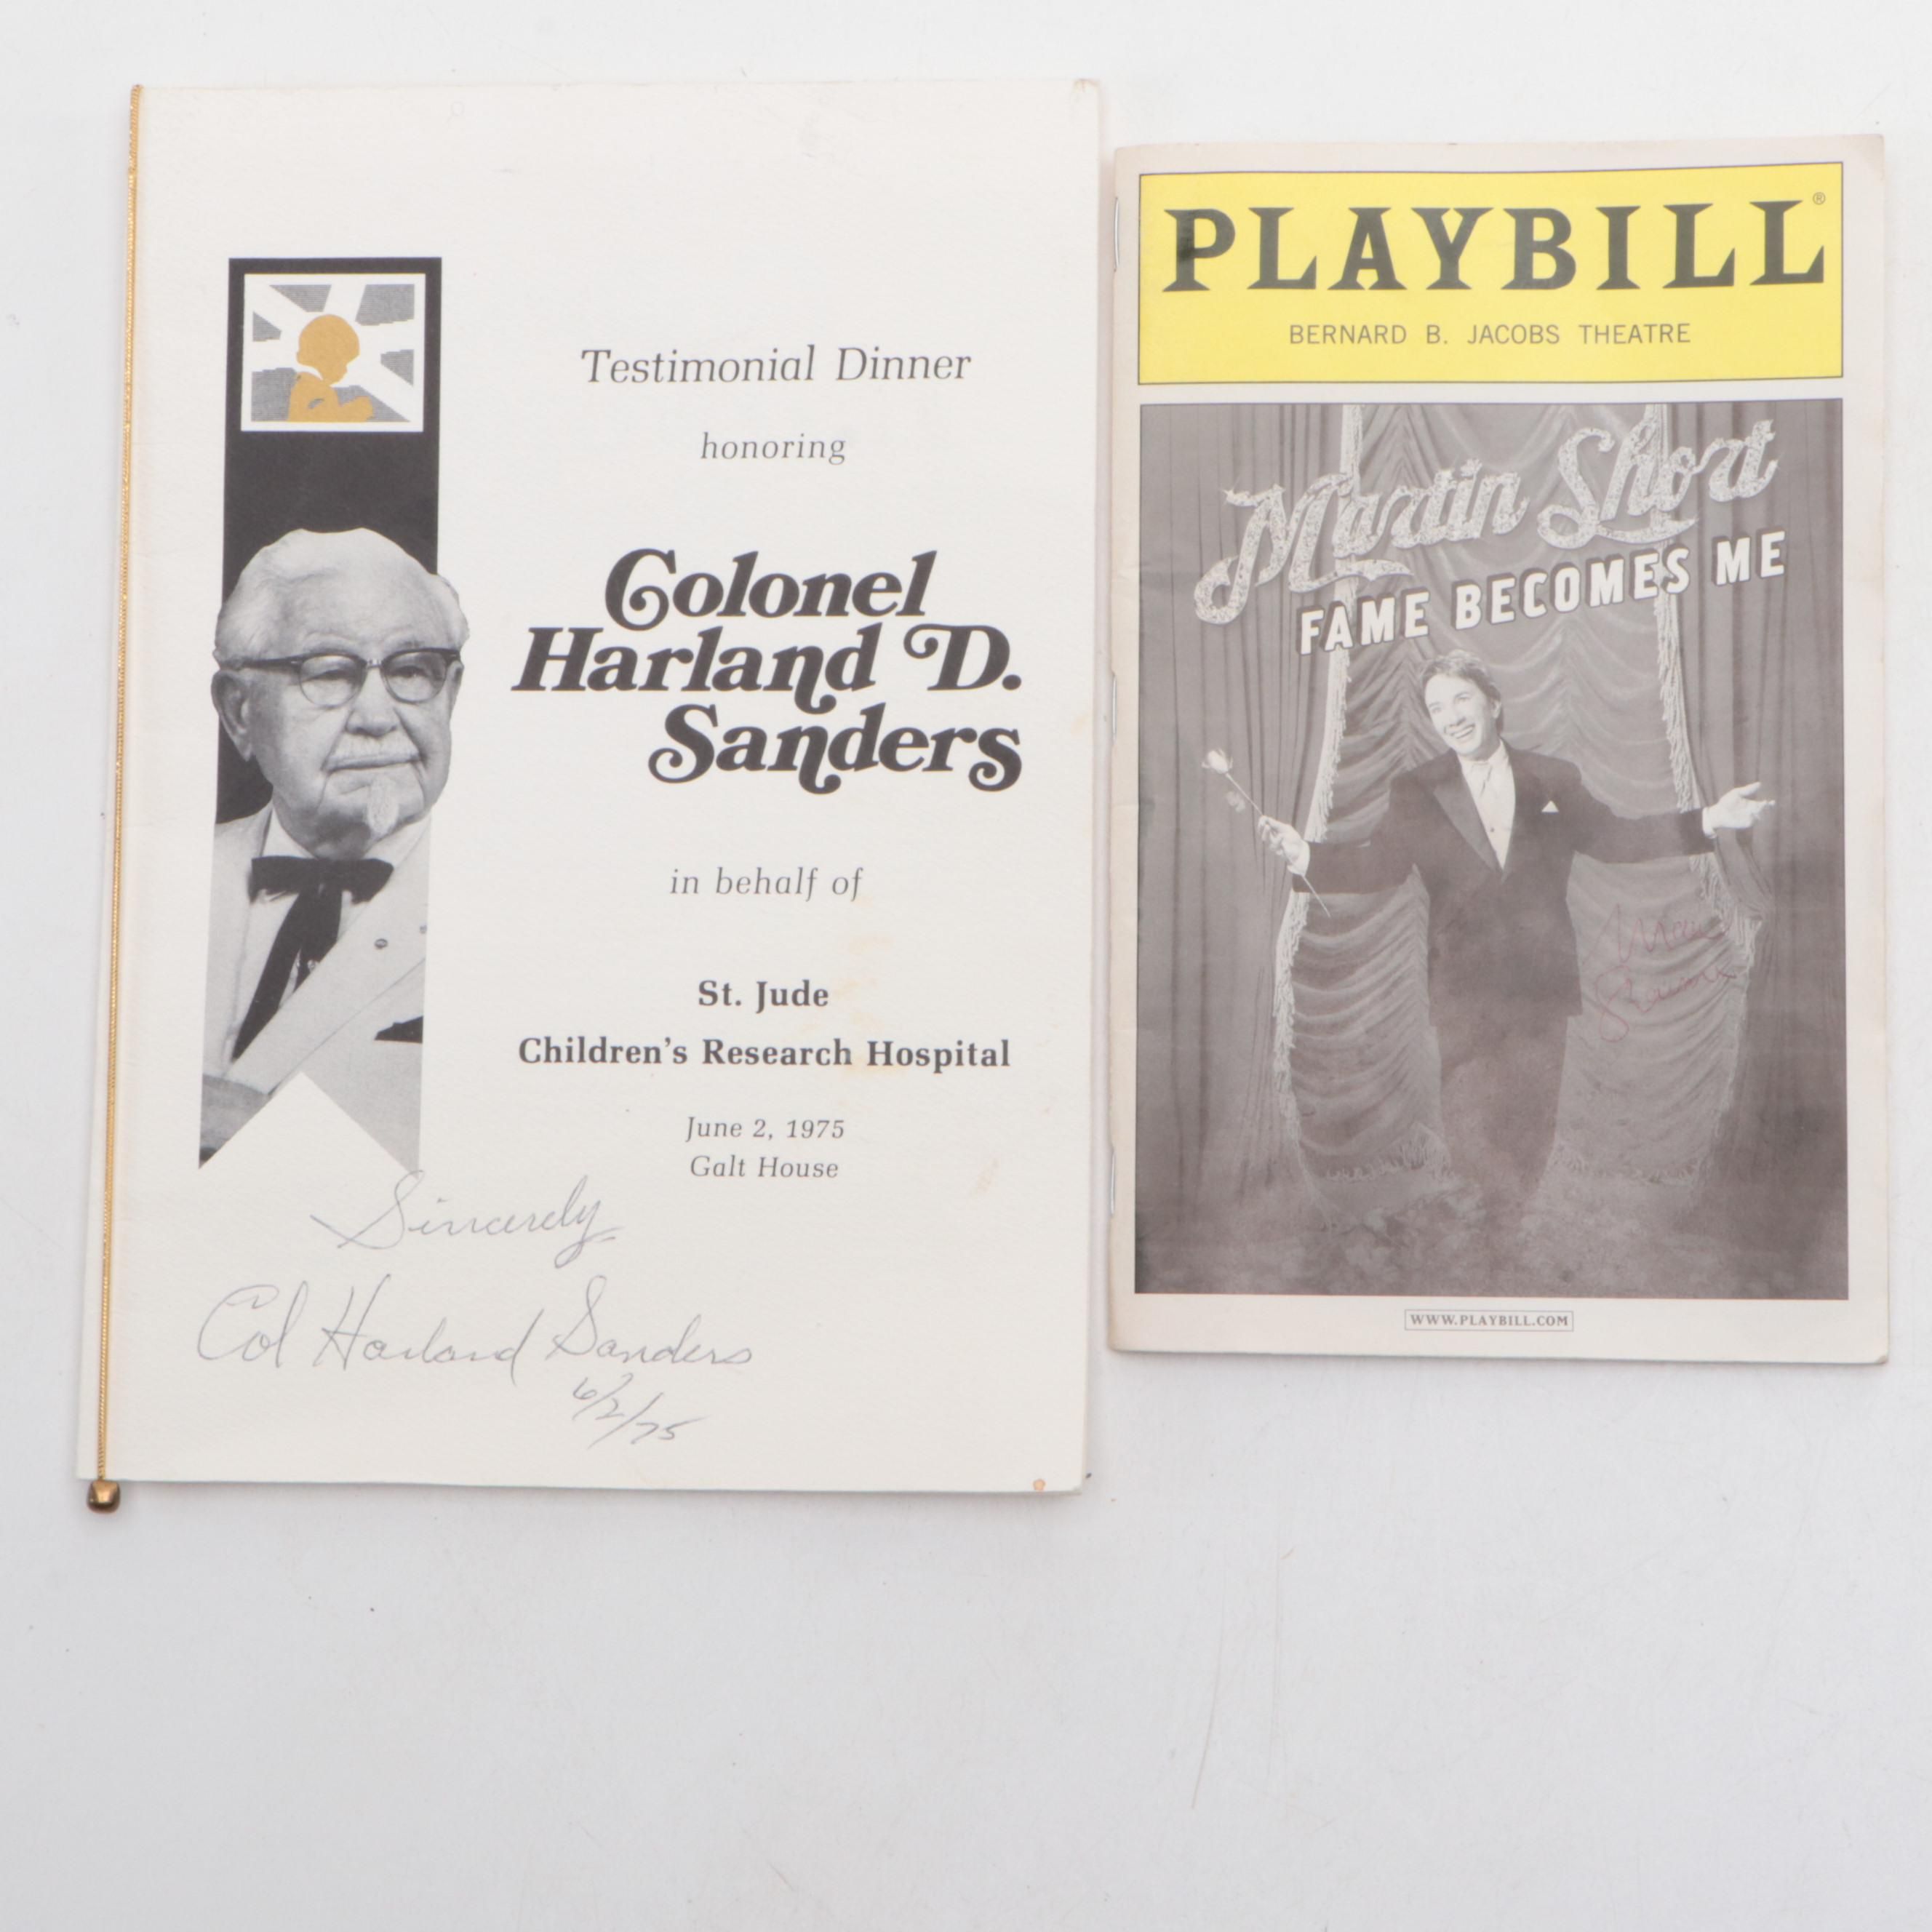 Testimonial Dinner
honoring
Colonel
Harland D.
Sanders
in behalf of
St. Jude
Children's Research Hospital
June 2, 1975
Galt House
Sincerely
Col Harland Sanders
6/2/75
PLAYBILL®
BERNARD B. JACOBS THEATRE
Martin Short
FAME BECOMES ME
WWW.PLAYBILL.COM